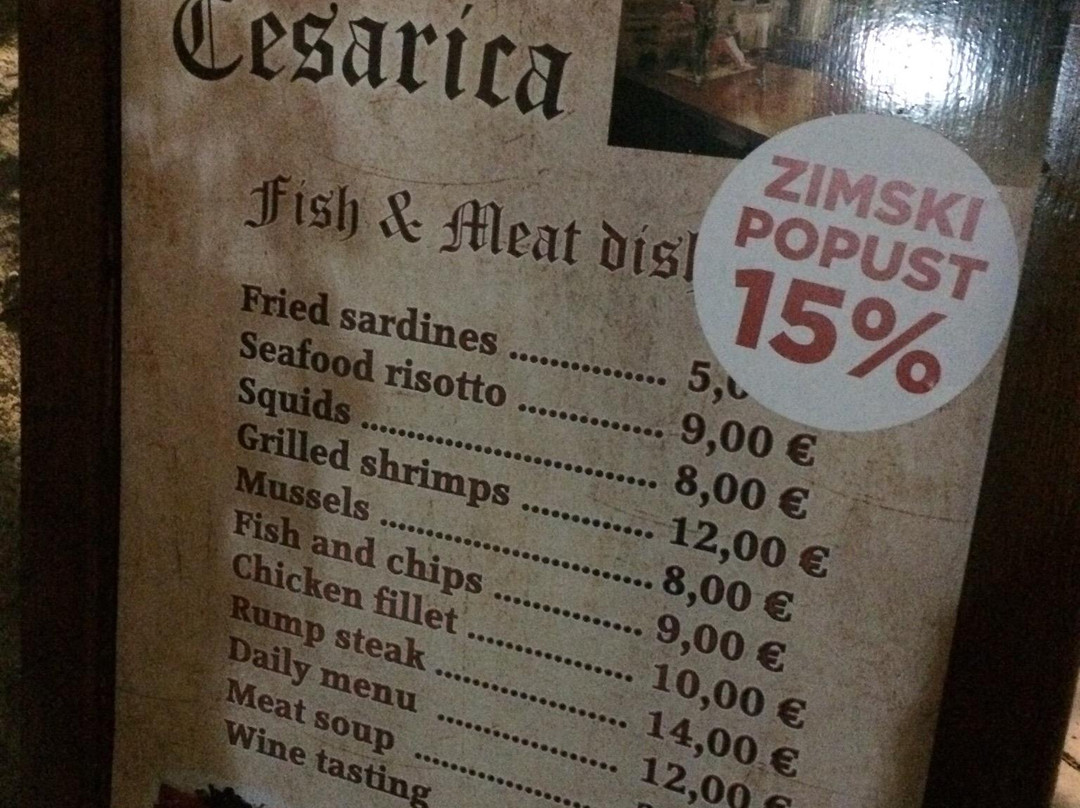 Cesarica
Fish & Meat
ZIMSKI
POPUST
15%
Fried sardines
Seafood risotto 9,00 €
Squids 8,00 €
Grilled shrimps 12,00 €
Mussels 8,00 €
Fish and chips 9,00 €
Chicken fillet 10,00 €
Rump steak 14,00 €
Daily menu 12,00 €
Meat soup
Wine tasting